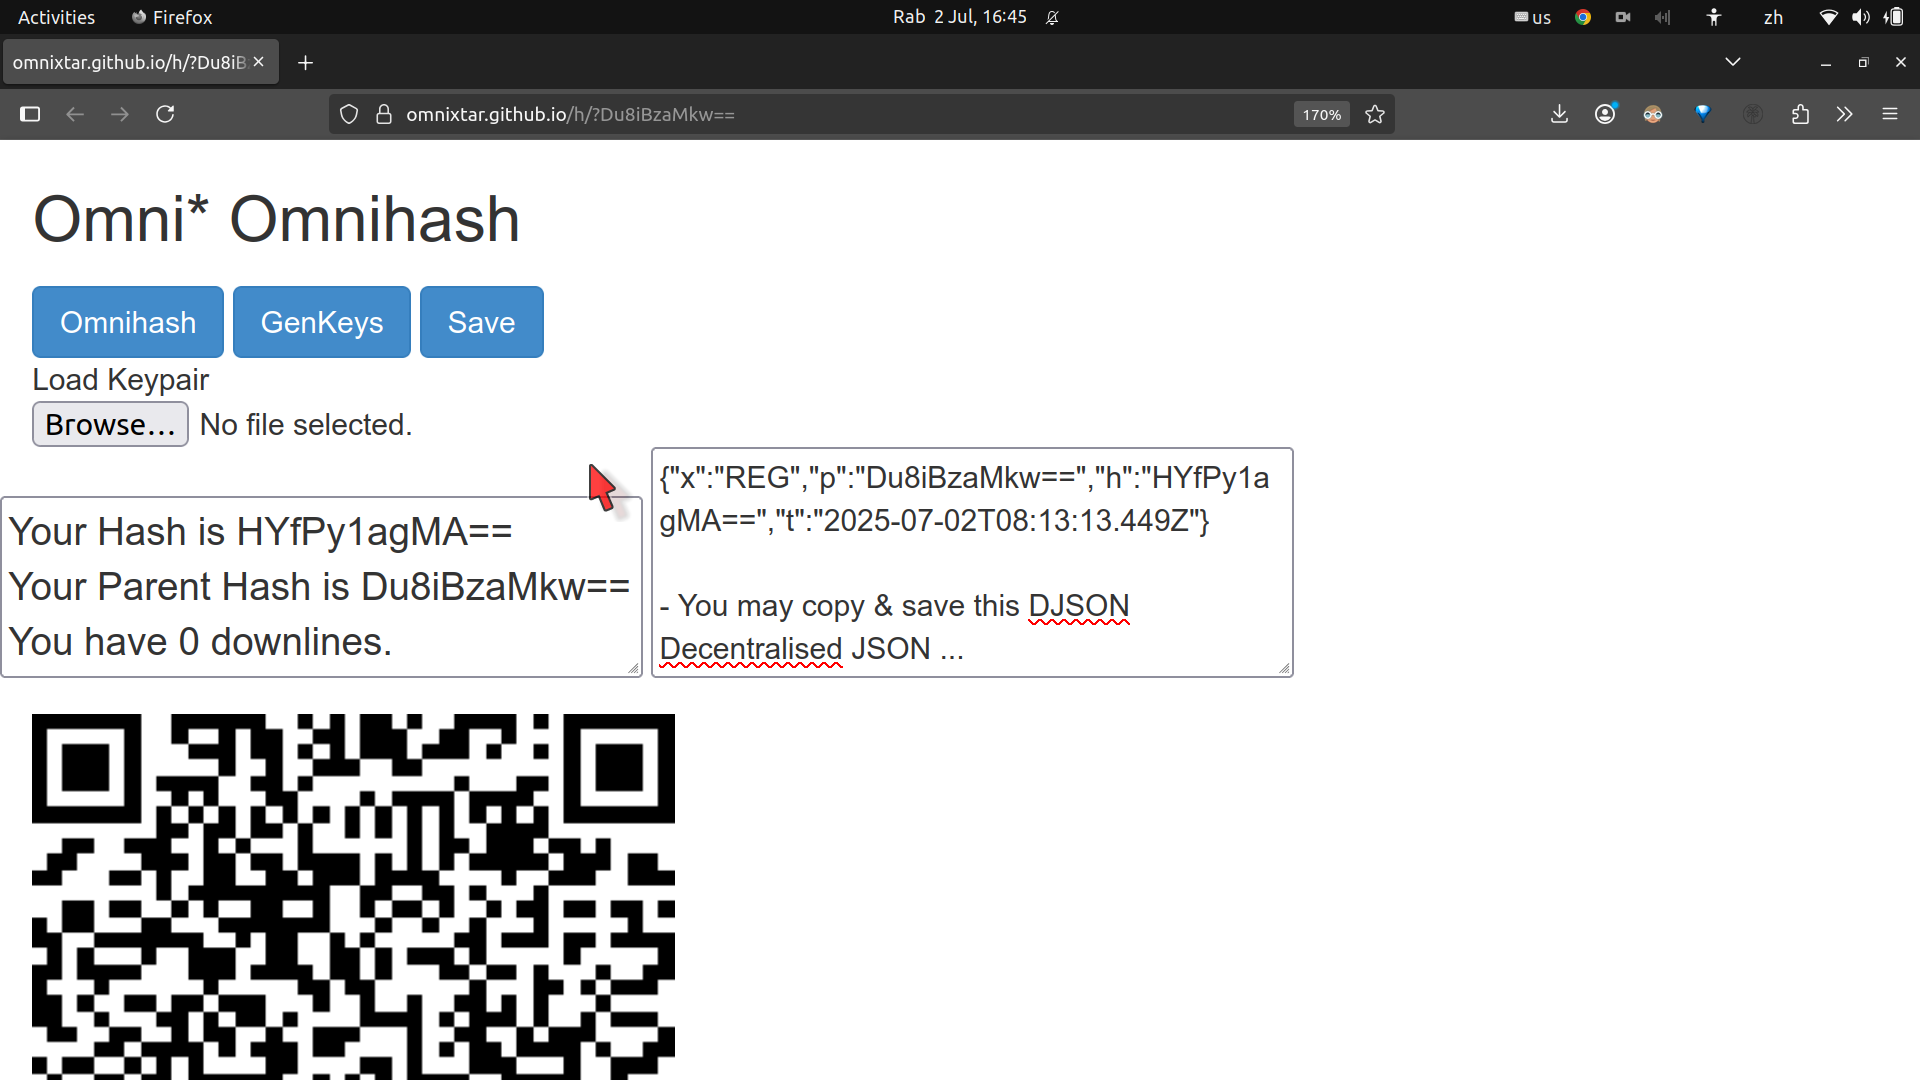 Activities Firefox Rab 2 Jul, 16:45 us zh
omnixtar.github.io/h/?Du8iB
omnixtar.github.io/h/?Du8iBzaMkw== 170%
Omni* Omnihash
Omnihash GenKeys Save
Load Keypair
Browse... No file selected.
Your Hash is HYfPy1agMA==
Your Parent Hash is Du8iBzaMkw==
You have 0 downlines.
{"x":"REG","p":"Du8iBzaMkw==","h":"HYfPy1a
gMA==","t":"2025-07-02T08:13:13.449Z"}
- You may copy & save this DJSON
Decentralised JSON ...